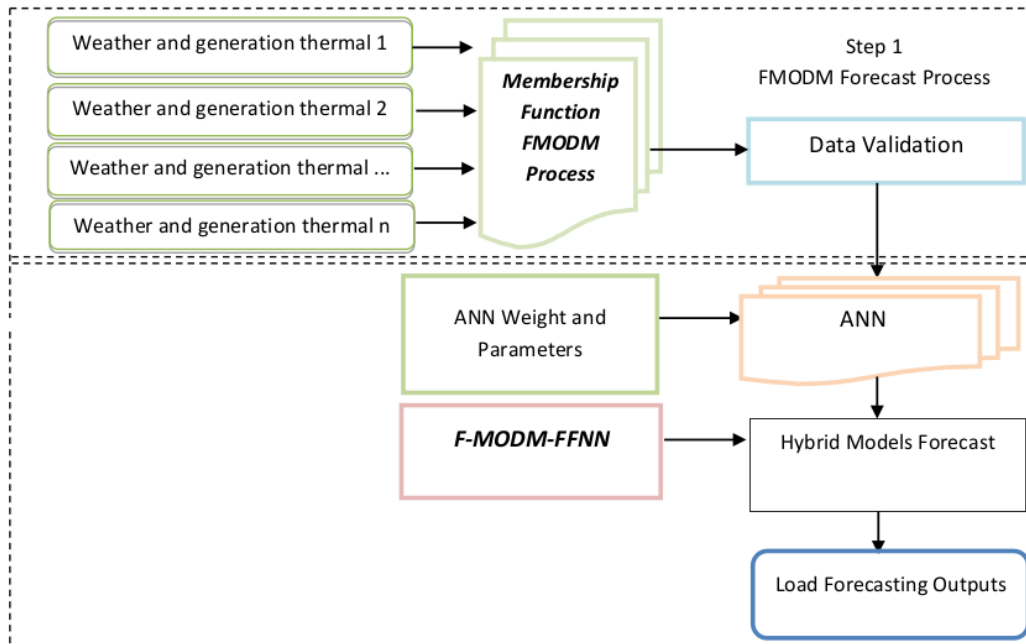 Weather and generation thermal 1
Weather and generation thermal 2
Weather and generation thermal ...
Weather and generation thermal n
Membership
Function
FMODM
Process
Step 1
FMODM Forecast Process
Data Validation
ANN Weight and
Parameters
ANN
F-MODM-FFNN
Hybrid Models Forecast
Load Forecasting Outputs